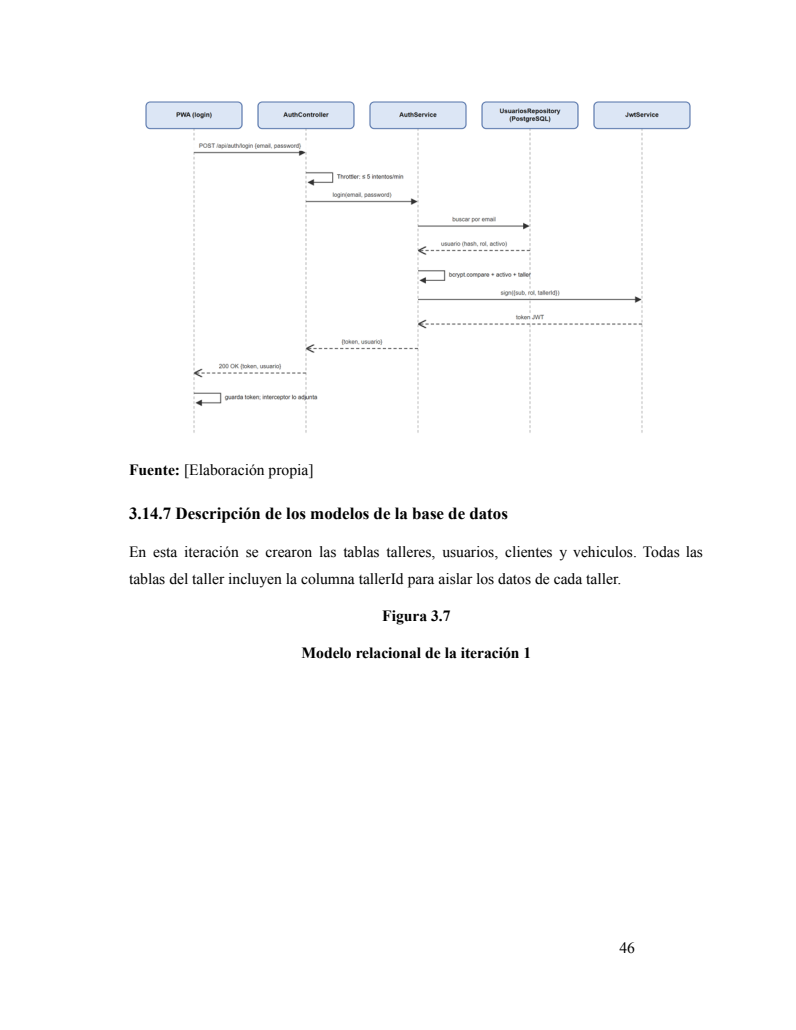 PWA (login)
AuthController
AuthService
UsuariosRepository
(PostgreSQL)
JwtService
POST /api/auth/login {email, password}
Throttler: ≤ 5 intentos/min
login(email, password)
buscar por email
usuario (hash, rol, activo)
bcrypt.compare + activo + taller
sign({sub, rol, tallerId})
token JWT
{token, usuario}
200 OK {token, usuario}
guarda token; interceptor lo adjunta
Fuente: [Elaboración propia]
3.14.7 Descripción de los modelos de la base de datos
En esta iteración se crearon las tablas talleres, usuarios, clientes y vehiculos. Todas las
tablas del taller incluyen la columna tallerId para aislar los datos de cada taller.
Figura 3.7
Modelo relacional de la iteración 1
46